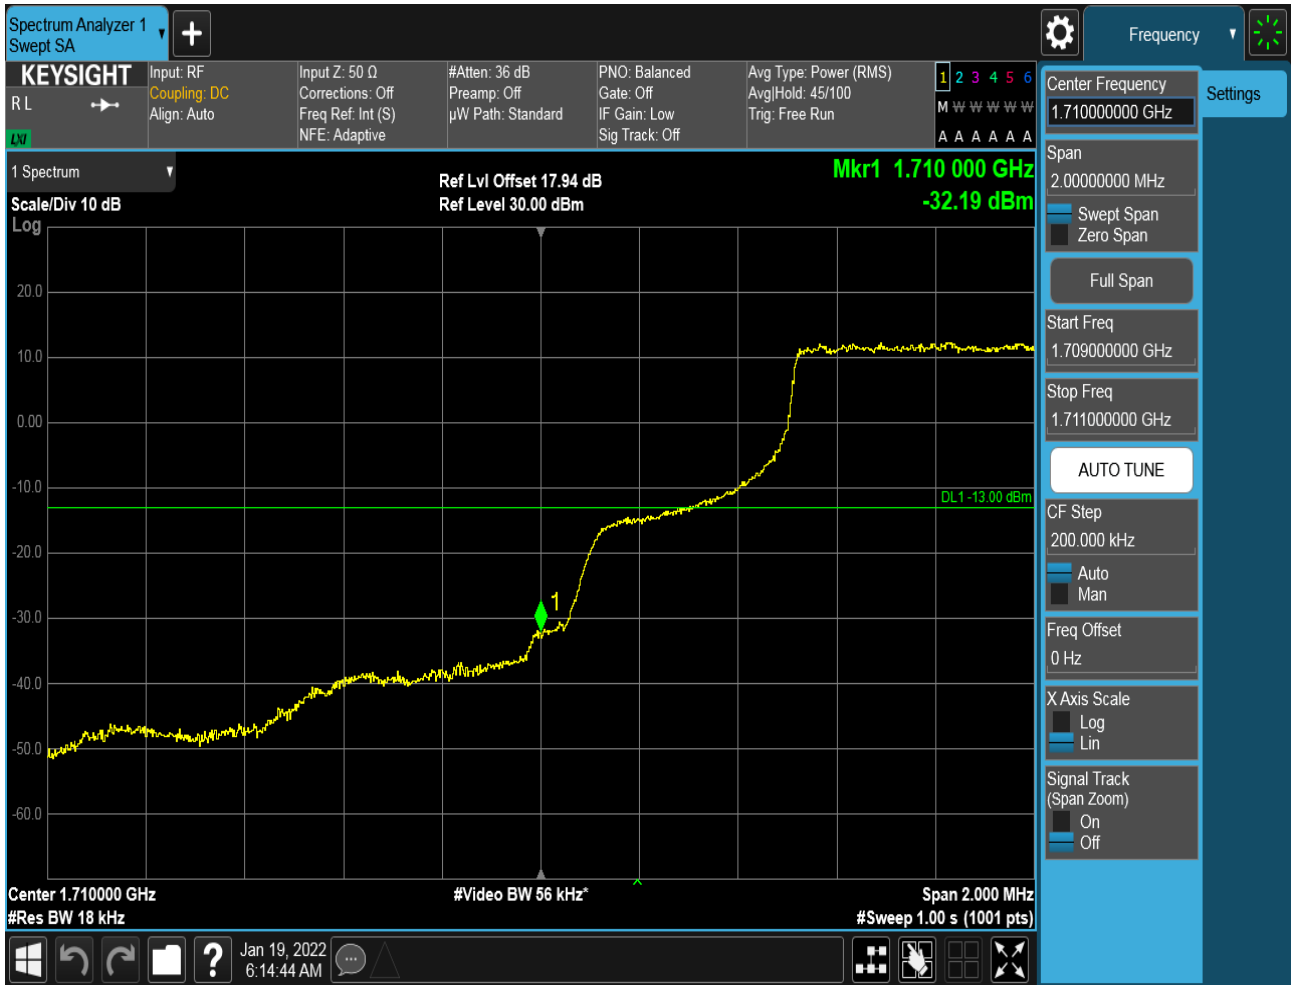 Spectrum Analyzer 1
Swept SA
Frequency
KEYSIGHT
R L
LXI
Input: RF
Coupling: DC
Align: Auto
Input Z: 50 Ω
Corrections: Off
Freq Ref: Int (S)
NFE: Adaptive
#Atten: 36 dB
Preamp: Off
µW Path: Standard
PNO: Balanced
Gate: Off
IF Gain: Low
Sig Track: Off
Avg Type: Power (RMS)
Avg|Hold: 45/100
Trig: Free Run
1 2 3 4 5 6
M W W W W W
A A A A A A
1 Spectrum
Scale/Div 10 dB
Log
Ref Lvl Offset 17.94 dB
Ref Level 30.00 dBm
Mkr1 1.710 000 GHz
-32.19 dBm
20.0
10.0
0.00
-10.0
-20.0
-30.0
-40.0
-50.0
-60.0
DL1 -13.00 dBm
1
Center 1.710000 GHz
#Res BW 18 kHz
#Video BW 56 kHz*
Span 2.000 MHz
#Sweep 1.00 s (1001 pts)
Center Frequency
1.710000000 GHz
Settings
Span
2.00000000 MHz
Swept Span
Zero Span
Full Span
Start Freq
1.709000000 GHz
Stop Freq
1.711000000 GHz
AUTO TUNE
CF Step
200.000 kHz
Auto
Man
Freq Offset
0 Hz
X Axis Scale
Log
Lin
Signal Track
(Span Zoom)
On
Off
?
Jan 19, 2022
6:14:44 AM